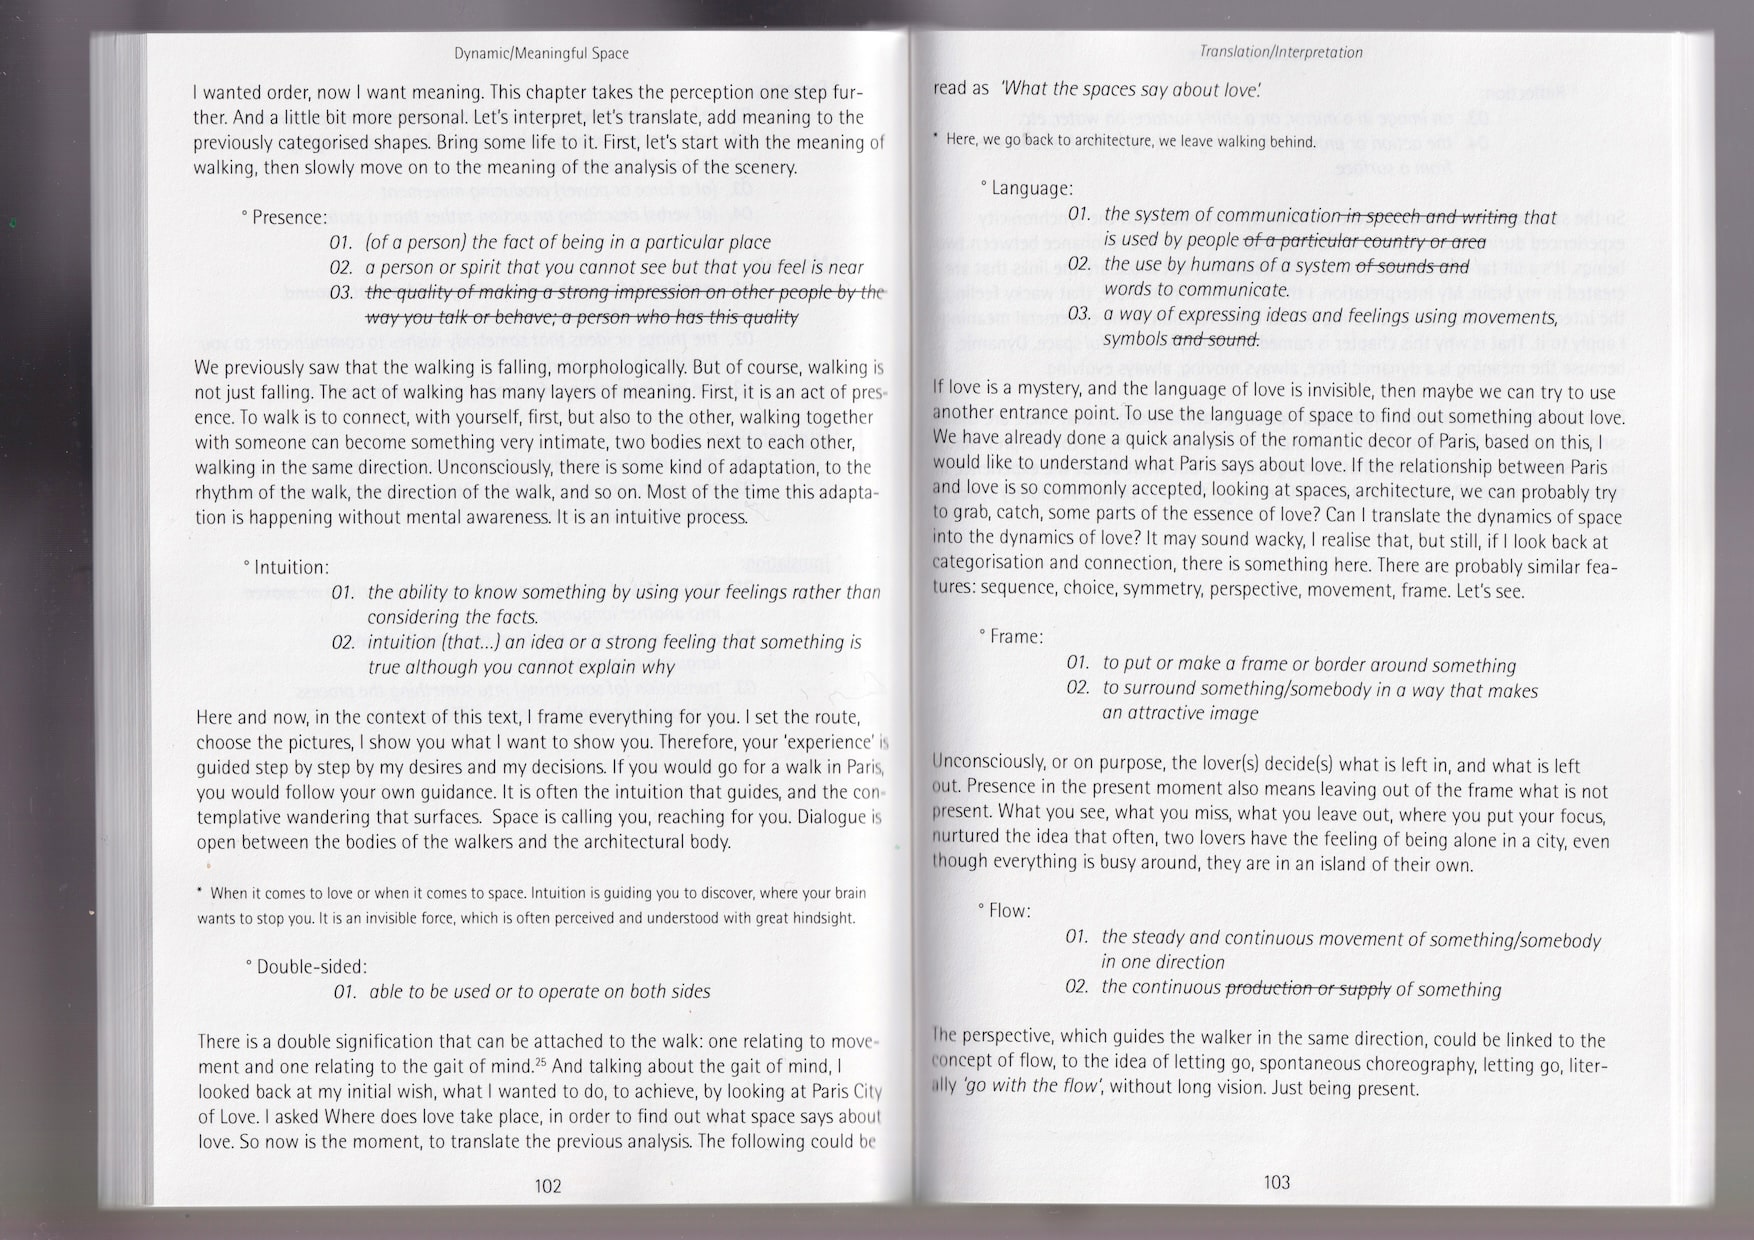 Dynamic/Meaningful Space
I wanted order, now I want meaning. This chapter takes the perception one step fur-
ther. And a little bit more personal. Let's interpret, let's translate, add meaning to the
previously categorised shapes. Bring some life to it. First, let's start with the meaning of
walking, then slowly move on to the meaning of the analysis of the scenery.
° Presence:
01. (of a person) the fact of being in a particular place
02. a person or spirit that you cannot see but that you feel is near
03. the quality of making a strong impression on other people by the
way you talk or behave; a person who has this quality
We previously saw that the walking is falling, morphologically. But of course, walking is
not just falling. The act of walking has many layers of meaning. First, it is an act of pres-
ence. To walk is to connect, with yourself, first, but also to the other, walking together
with someone can become something very intimate, two bodies next to each other,
walking in the same direction. Unconsciously, there is some kind of adaptation, to the
rhythm of the walk, the direction of the walk, and so on. Most of the time this adapta-
tion is happening without mental awareness. It is an intuitive process.
° Intuition:
01. the ability to know something by using your feelings rather than
considering the facts.
02. intuition (that...) an idea or a strong feeling that something is
true although you cannot explain why
Here and now, in the context of this text, I frame everything for you. I set the route,
choose the pictures, I show you what I want to show you. Therefore, your 'experience' is
guided step by step by my desires and my decisions. If you would go for a walk in Paris,
you would follow your own guidance. It is often the intuition that guides, and the con-
templative wandering that surfaces. Space is calling you, reaching for you. Dialogue is
open between the bodies of the walkers and the architectural body.
* When it comes to love or when it comes to space. Intuition is guiding you to discover, where your brain
wants to stop you. It is an invisible force, which is often perceived and understood with great hindsight.
° Double-sided:
01. able to be used or to operate on both sides
There is a double signification that can be attached to the walk: one relating to move-
ment and one relating to the gait of mind.25 And talking about the gait of mind, I
looked back at my initial wish, what I wanted to do, to achieve, by looking at Paris City
of Love. I asked Where does love take place, in order to find out what space says about
love. So now is the moment, to translate the previous analysis. The following could be
102
Translation/Interpretation
read as 'What the spaces say about love'.
* Here, we go back to architecture, we leave walking behind.
° Language:
01. the system of communication in speech and writing that
is used by people of a particular country or area
02. the use by humans of a system of sounds and
words to communicate.
03. a way of expressing ideas and feelings using movements,
symbols and sound.
If love is a mystery, and the language of love is invisible, then maybe we can try to use
another entrance point. To use the language of space to find out something about love.
We have already done a quick analysis of the romantic decor of Paris, based on this, I
would like to understand what Paris says about love. If the relationship between Paris
and love is so commonly accepted, looking at spaces, architecture, we can probably try
to grab, catch, some parts of the essence of love? Can I translate the dynamics of space
into the dynamics of love? It may sound wacky, I realise that, but still, if I look back at
categorisation and connection, there is something here. There are probably similar fea-
tures: sequence, choice, symmetry, perspective, movement, frame. Let's see.
° Frame:
01. to put or make a frame or border around something
02. to surround something/somebody in a way that makes
an attractive image
Unconsciously, or on purpose, the lover(s) decide(s) what is left in, and what is left
out. Presence in the present moment also means leaving out of the frame what is not
present. What you see, what you miss, what you leave out, where you put your focus,
nurtured the idea that often, two lovers have the feeling of being alone in a city, even
though everything is busy around, they are in an island of their own.
° Flow:
01. the steady and continuous movement of something/somebody
in one direction
02. the continuous production or supply of something
The perspective, which guides the walker in the same direction, could be linked to the
concept of flow, to the idea of letting go, spontaneous choreography, letting go, liter-
ally 'go with the flow', without long vision. Just being present.
103